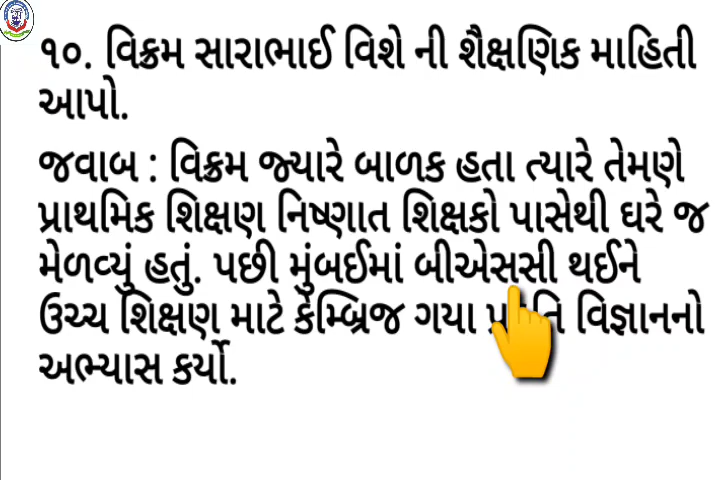 ૧૦. વિક્રમ સારાભાઈ વિશે ની શૈક્ષણિક માહિતી
આપો.
જવાબ : વિક્રમ જ્યારે બાળક હતા ત્યારે તેમણે
પ્રાથમિક શિક્ષણ નિષ્ણાત શિક્ષકો પાસેથી ઘરે જ
મેળવ્યું હતું. પછી મુંબઈમાં બીએસસી થઈને
ઉચ્ચ શિક્ષણ માટે કેમ્બ્રિજ ગયા વિજ્ઞાનનો
અભ્યાસ કર્યો.